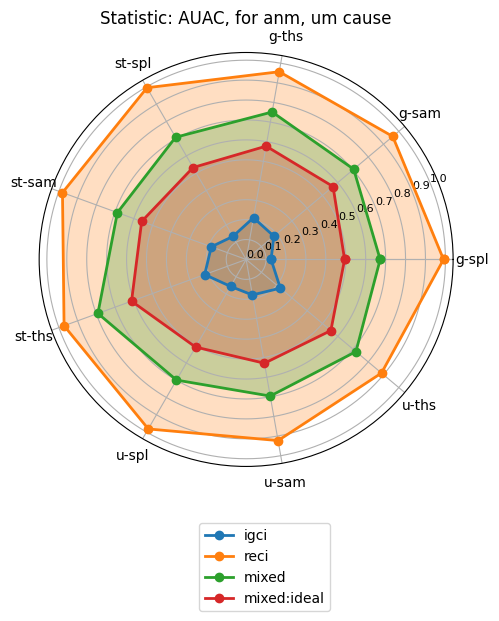 Statistic: AUAC, for anm, um cause
g-ths
st-spl
g-sam
st-sam
0.0 0.1 0.2 0.3 0.4 0.5 0.6 0.7 0.8 0.9 1.0
g-spl
st-ths
u-ths
u-spl
u-sam
igci
reci
mixed
mixed:ideal